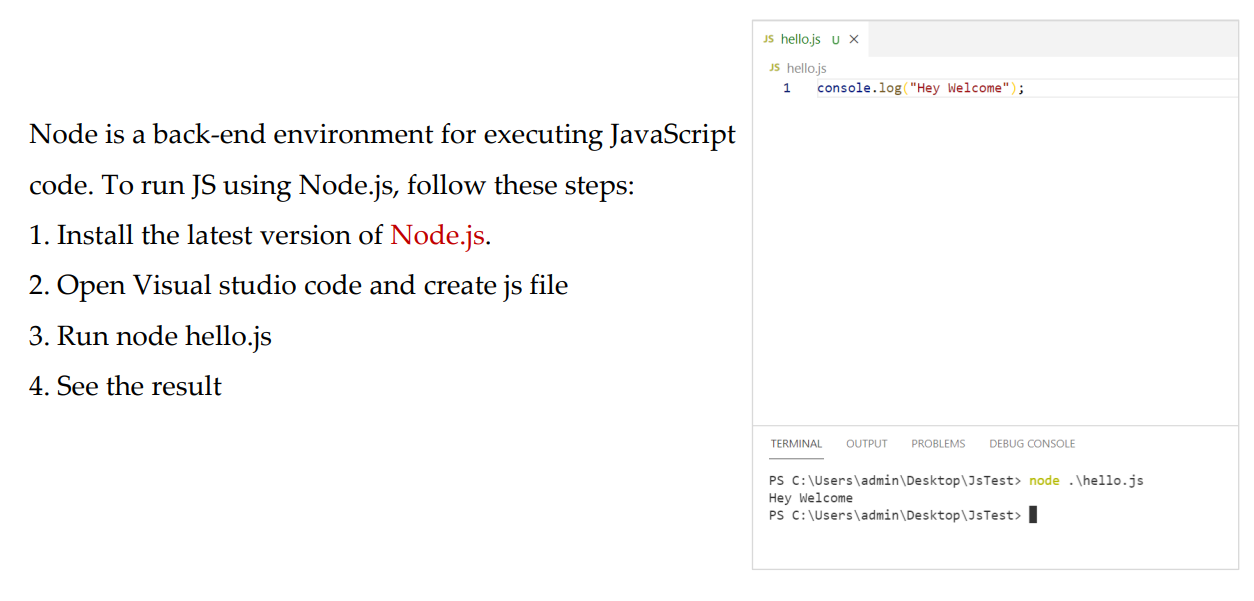 Node is a back-end environment for executing JavaScript
code. To run JS using Node.js, follow these steps:
1. Install the latest version of Node.js.
2. Open Visual studio code and create js file
3. Run node hello.js
4. See the result
JS hello.js U ×
JS hello.js
1 console.log("Hey Welcome");
TERMINAL OUTPUT PROBLEMS DEBUG CONSOLE
PS C:\Users\admin\Desktop\JsTest> node .\hello.js
Hey Welcome
PS C:\Users\admin\Desktop\JsTest>